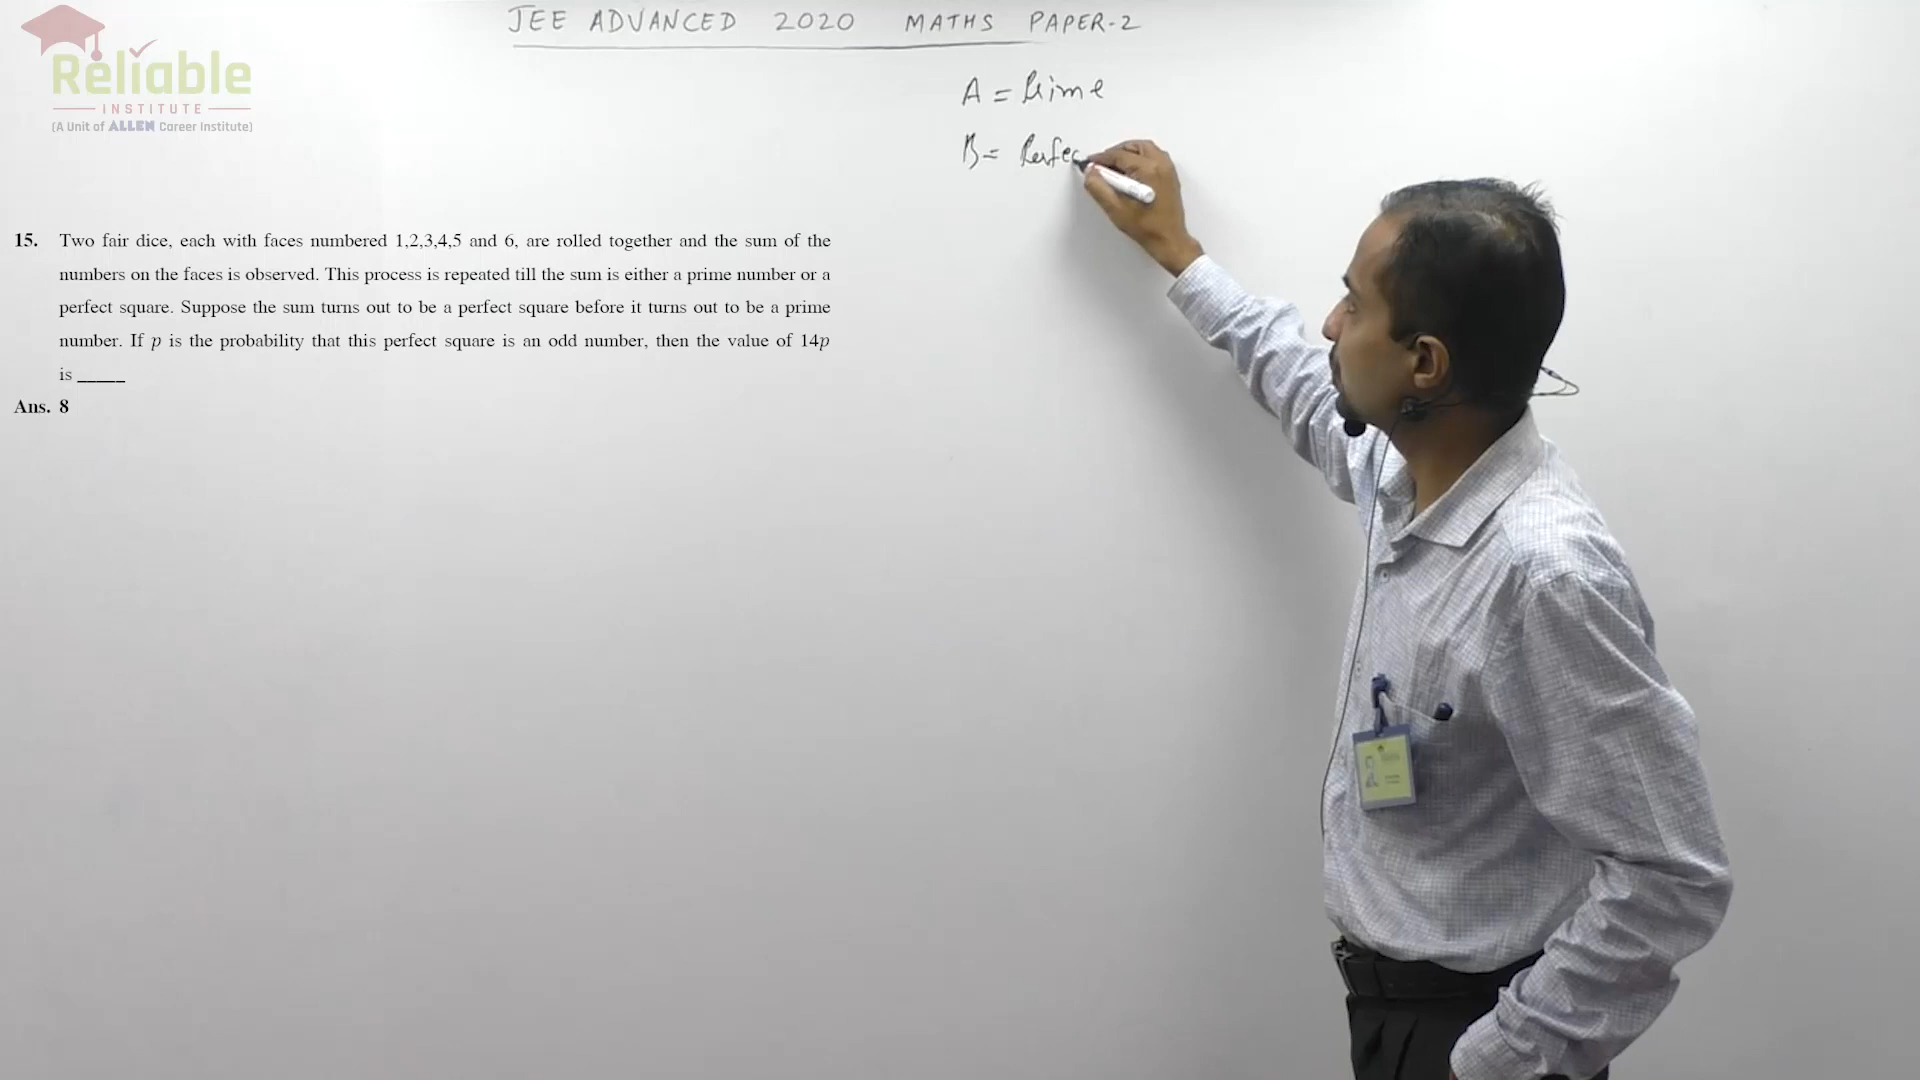 JEE ADVANCED 2020 MATHS PAPER-2
Reliable
INSTITUTE
(A Unit of ALLEN Career Institute)
A = Prime
B = Perfec
15. Two fair dice, each with faces numbered 1,2,3,4,5 and 6, are rolled together and the sum of the
numbers on the faces is observed. This process is repeated till the sum is either a prime number or a
perfect square. Suppose the sum turns out to be a perfect square before it turns out to be a prime
number. If p is the probability that this perfect square is an odd number, then the value of 14p
is _____
Ans. 8